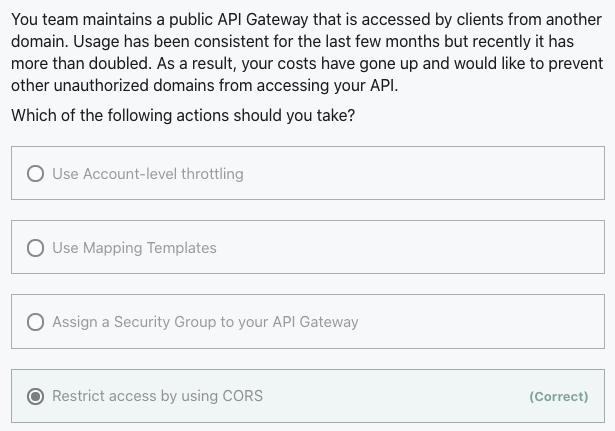 You team maintains a public API Gateway that is accessed by clients from another
domain. Usage has been consistent for the last few months but recently it has
more than doubled. As a result, your costs have gone up and would like to prevent
other unauthorized domains from accessing your API.
Which of the following actions should you take?
Use Account-level throttling
Use Mapping Templates
Assign a Security Group to your API Gateway
Restrict access by using CORS (Correct)